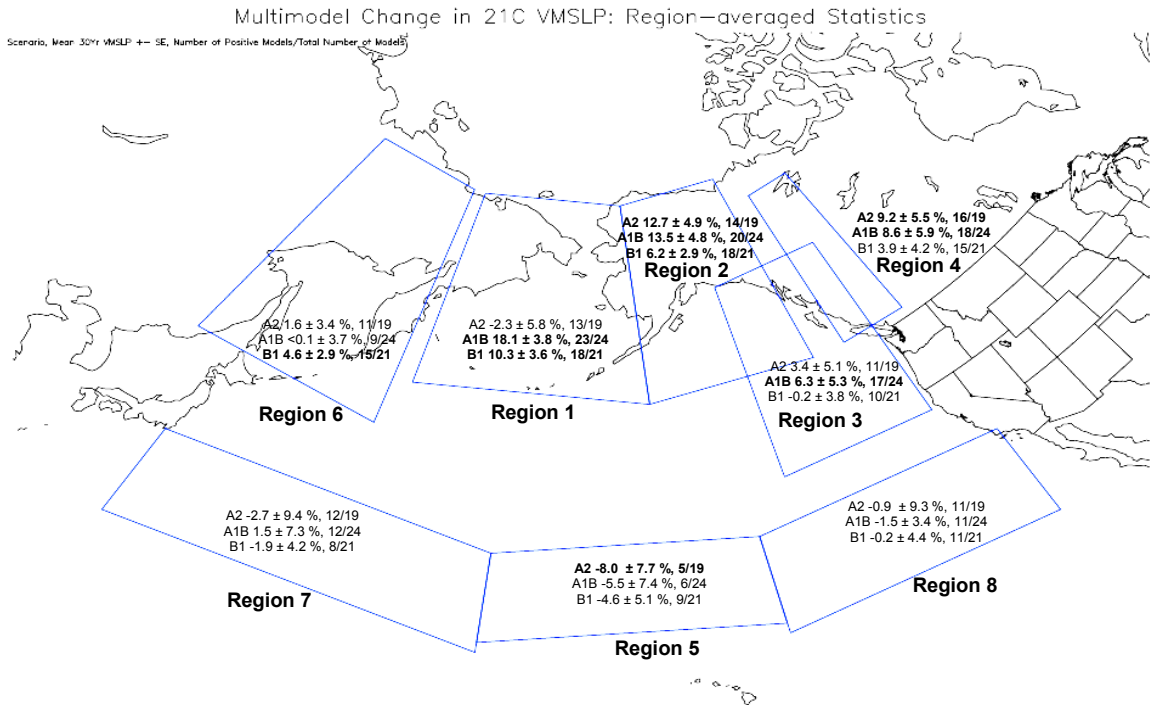 Multimodel Change in 21C VMSLP: Region-averaged Statistics
Scenario, Mean 30Yr VMSLP +- SE, Number of Positive Models/Total Number of Models
A2 12.7 ± 4.9 %, 14/19
A1B 13.5 ± 4.8 %, 20/24
B1 6.2 ± 2.9 %, 18/21
Region 2
A2 9.2 ± 5.5 %, 16/19
A1B 8.6 ± 5.9 %, 18/24
B1 3.9 ± 4.2 %, 15/21
Region 4
A2 1.6 ± 3.4 %, 11/19
A1B <0.1 ± 3.7 %, 9/24
B1 4.6 ± 2.9 %, 15/21
Region 6
A2 -2.3 ± 5.8 %, 13/19
A1B 18.1 ± 3.8 %, 23/24
B1 10.3 ± 3.6 %, 18/21
Region 1
A2 3.4 ± 5.1 %, 11/19
A1B 6.3 ± 5.3 %, 17/24
B1 -0.2 ± 3.8 %, 10/21
Region 3
A2 -2.7 ± 9.4 %, 12/19
A1B 1.5 ± 7.3 %, 12/24
B1 -1.9 ± 4.2 %, 8/21
Region 7
A2 -8.0 ± 7.7 %, 5/19
A1B -5.5 ± 7.4 %, 6/24
B1 -4.6 ± 5.1 %, 9/21
Region 5
A2 -0.9 ± 9.3 %, 11/19
A1B -1.5 ± 3.4 %, 11/24
B1 -0.2 ± 4.4 %, 11/21
Region 8